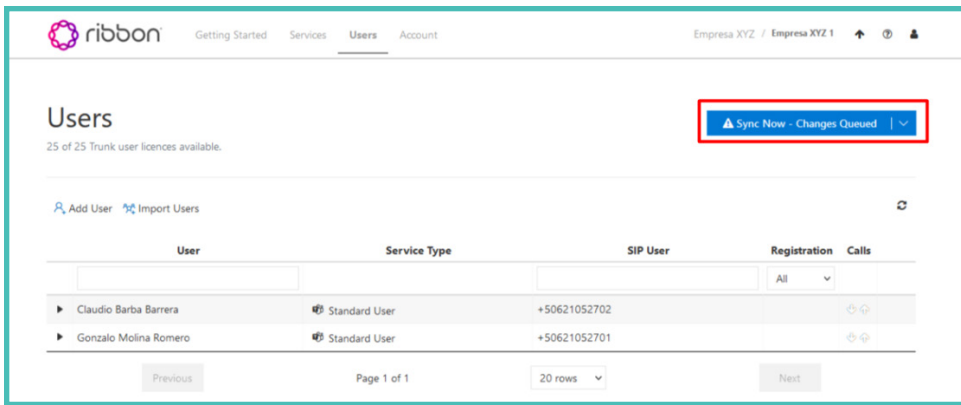 ribbon Getting Started Services Users Account Empresa XYZ / Empresa XYZ 1
Users
Sync Now - Changes Queued
25 of 25 Trunk user licences available.
Add User Import Users
User Service Type SIP User Registration Calls
All
Claudio Barba Barrera Standard User +50621052702
Gonzalo Molina Romero Standard User +50621052701
Previous Page 1 of 1 20 rows Next